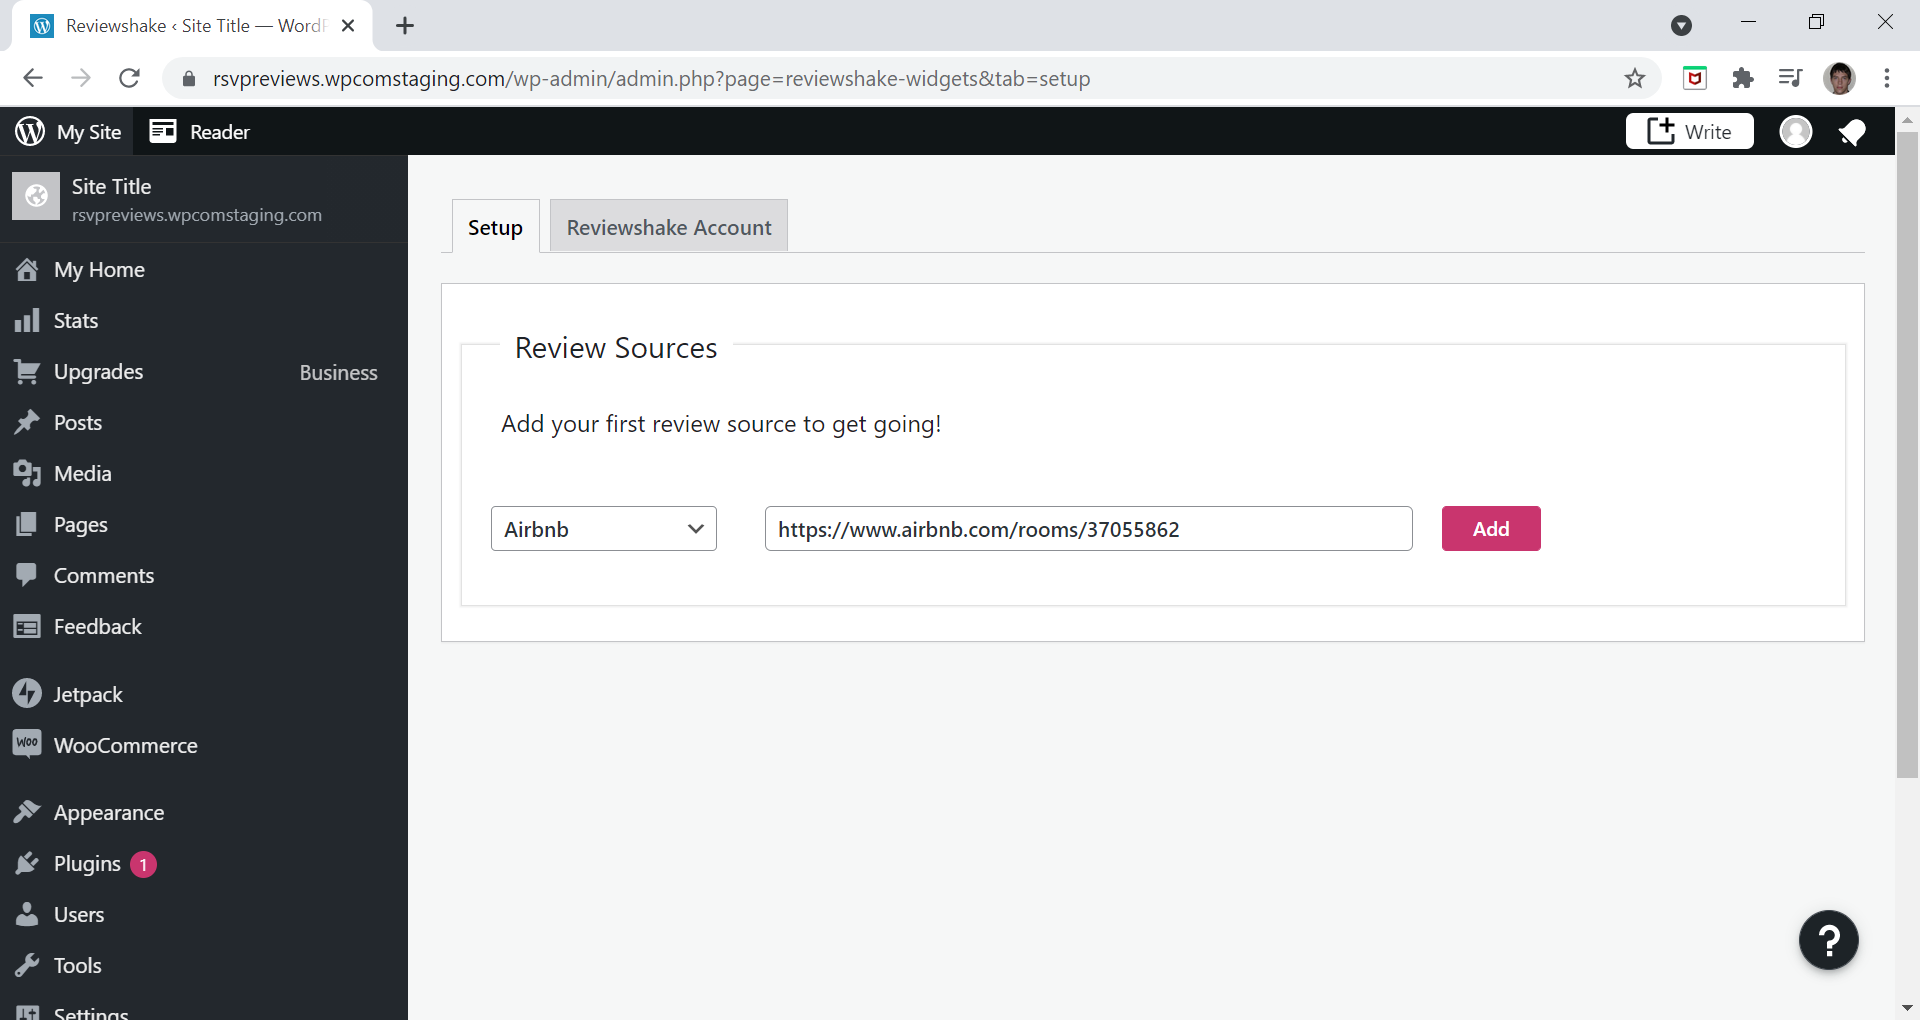 Reviewshake ‹ Site Title — WordP
rsvpreviews.wpcomstaging.com/wp-admin/admin.php?page=reviewshake-widgets&tab=setup
My Site
Reader
Write
Site Title
rsvpreviews.wpcomstaging.com
My Home
Stats
Upgrades Business
Posts
Media
Pages
Comments
Feedback
Jetpack
Woo WooCommerce
Appearance
Plugins 1
Users
Tools
Settings
Setup
Reviewshake Account
Review Sources
Add your first review source to get going!
Airbnb
https://www.airbnb.com/rooms/37055862
Add
?